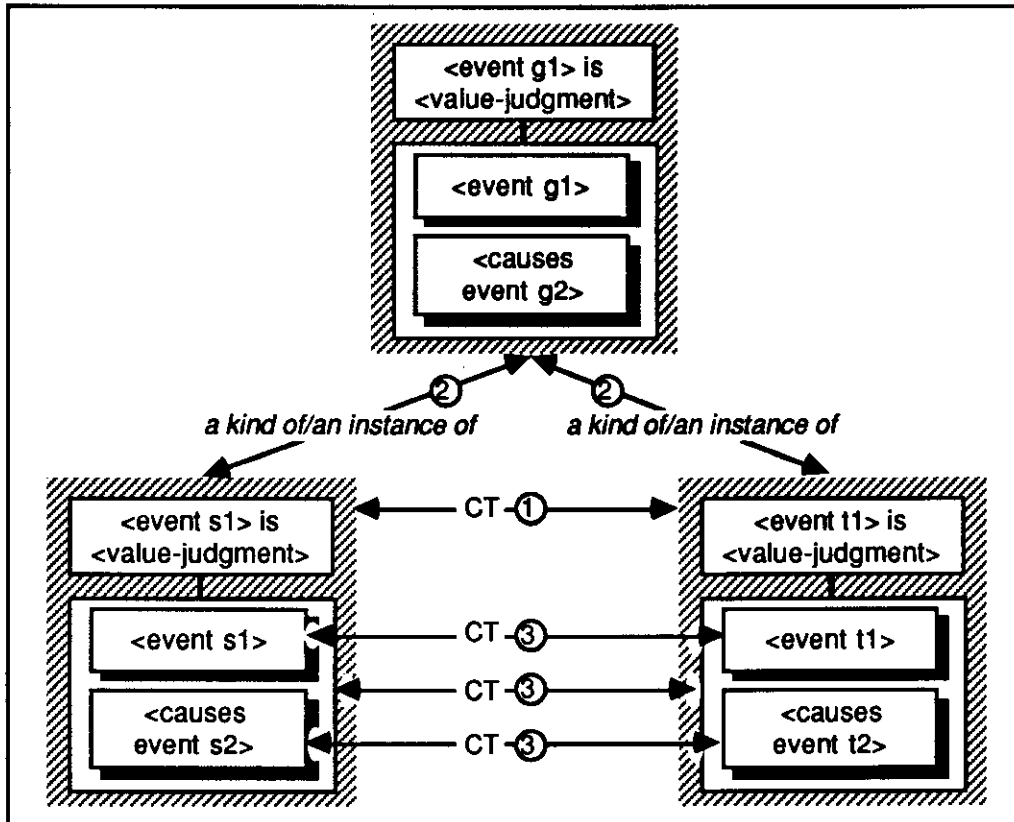 <event g1> is
<value-judgment>
<event g1>
<causes
event g2>
2
2
a kind of/an instance of
a kind of/an instance of
<event s1> is
<value-judgment>
CT
1
<event t1> is
<value-judgment>
<event s1>
CT
3
<event t1>
CT
3
<causes
event s2>
CT
3
<causes
event t2>